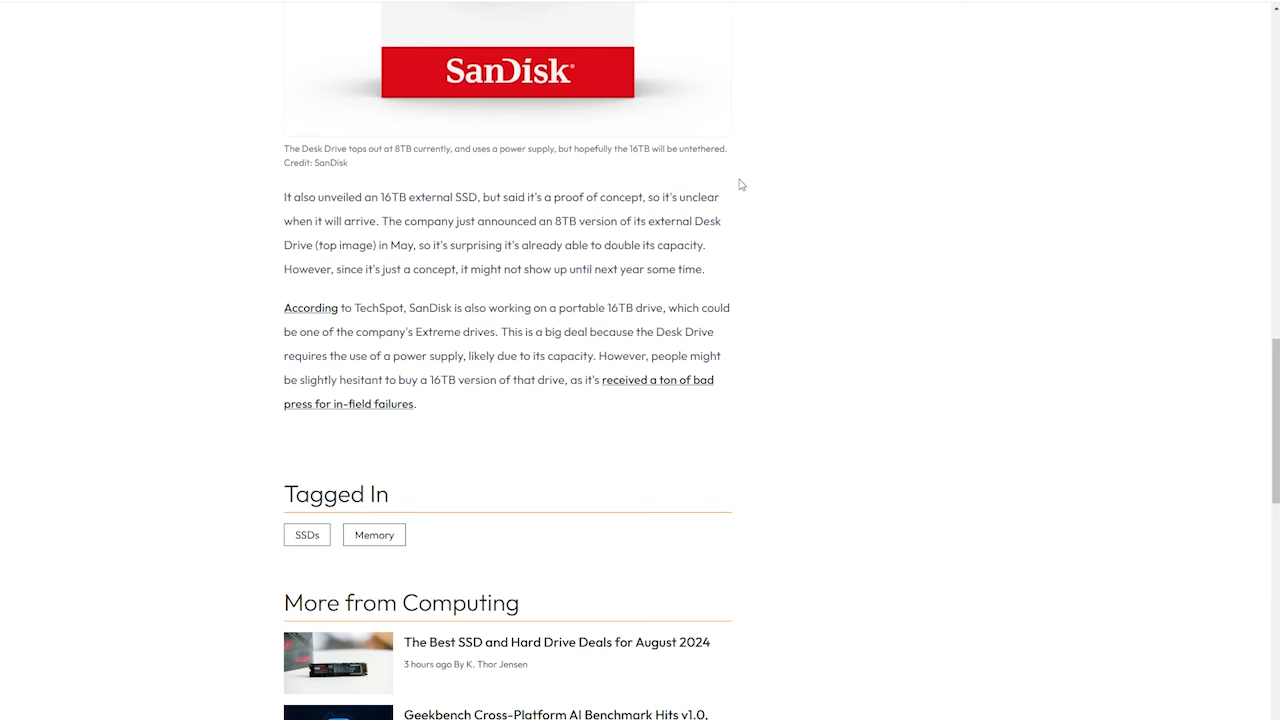 SanDisk®
The Desk Drive tops out at 8TB currently, and uses a power supply, but hopefully the 16TB will be untethered.
Credit: SanDisk
It also unveiled an 16TB external SSD, but said it's a proof of concept, so it's unclear
when it will arrive. The company just announced an 8TB version of its external Desk
Drive (top image) in May, so it's surprising it's already able to double its capacity.
However, since it's just a concept, it might not show up until next year some time.
According to TechSpot, SanDisk is also working on a portable 16TB drive, which could
be one of the company's Extreme drives. This is a big deal because the Desk Drive
requires the use of a power supply, likely due to its capacity. However, people might
be slightly hesitant to buy a 16TB version of that drive, as it's received a ton of bad
press for in-field failures.
Tagged In
SSDs
Memory
More from Computing
The Best SSD and Hard Drive Deals for August 2024
3 hours ago By K. Thor Jensen
Geekbench Cross-Platform AI Benchmark Hits v1.0,